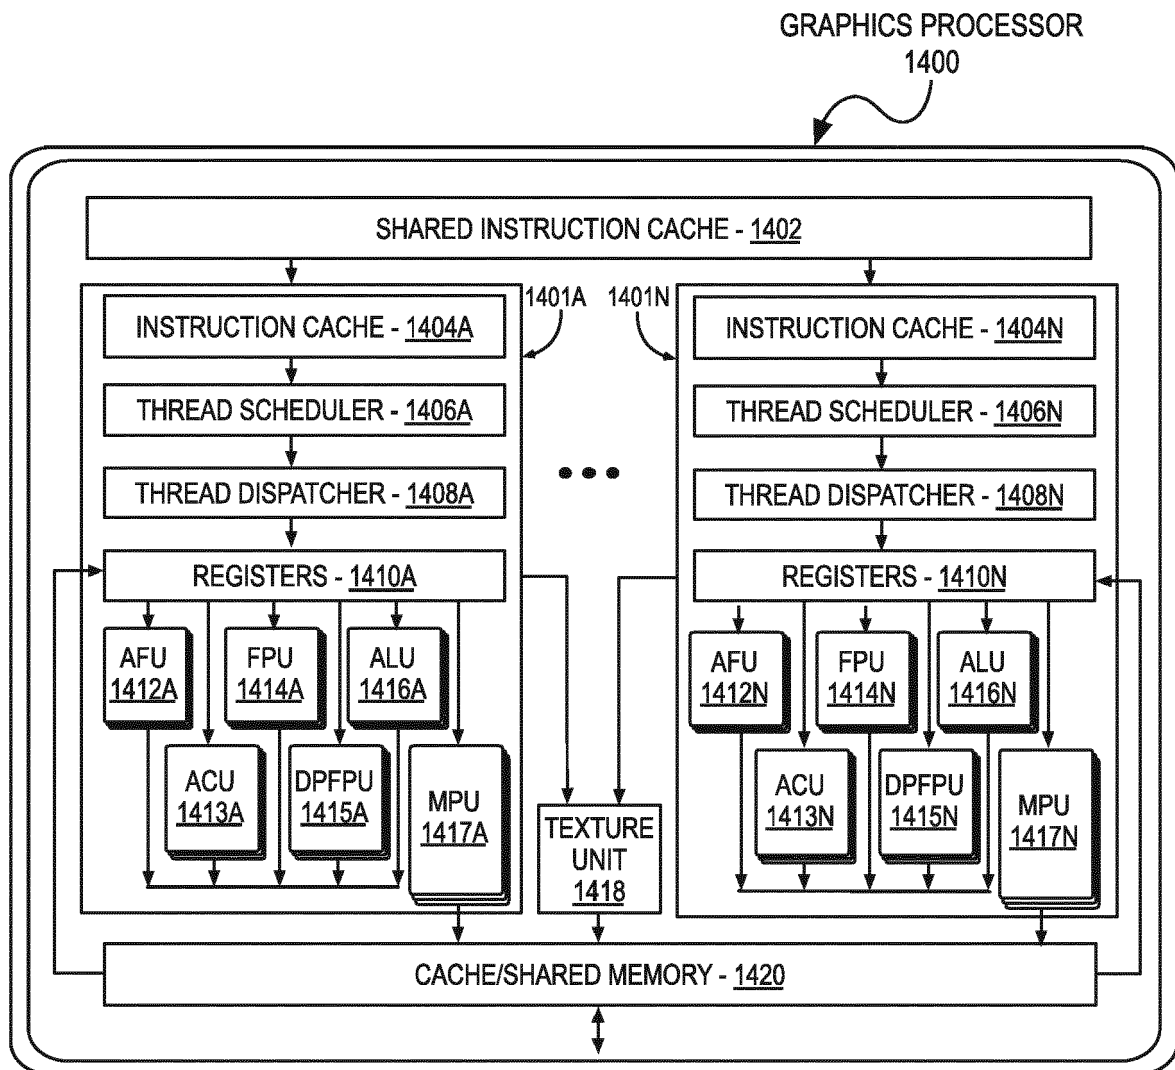 GRAPHICS PROCESSOR
1400
SHARED INSTRUCTION CACHE - 1402
1401A
1401N
INSTRUCTION CACHE - 1404A
THREAD SCHEDULER - 1406A
THREAD DISPATCHER - 1408A
REGISTERS - 1410A
AFU
1412A
FPU
1414A
ALU
1416A
ACU
1413A
DPFPU
1415A
MPU
1417A
TEXTURE
UNIT
1418
INSTRUCTION CACHE - 1404N
THREAD SCHEDULER - 1406N
THREAD DISPATCHER - 1408N
REGISTERS - 1410N
AFU
1412N
FPU
1414N
ALU
1416N
ACU
1413N
DPFPU
1415N
MPU
1417N
CACHE/SHARED MEMORY - 1420